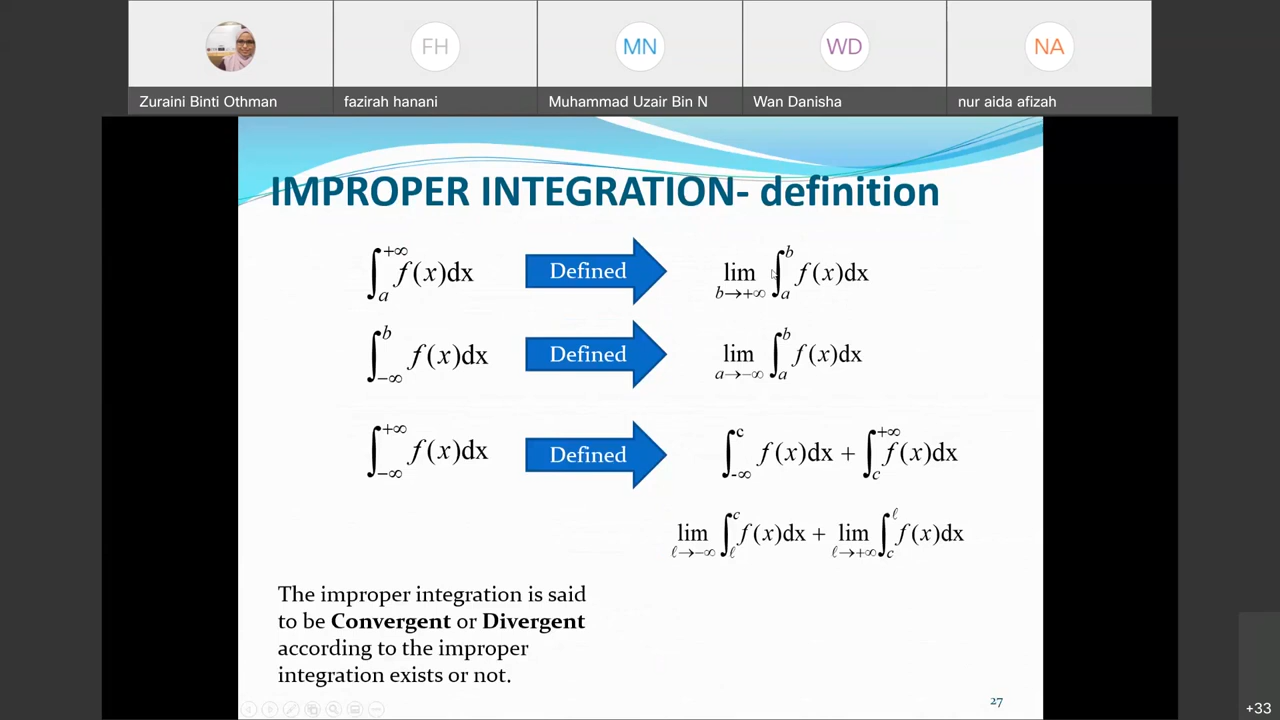 FH
MN
WD
NA
Zuraini Binti Othman
fazirah hanani
Muhammad Uzair Bin N
Wan Danisha
nur aida afizah
IMPROPER INTEGRATION- definition
∫_a^{+∞} f(x)dx Defined lim_{b→+∞} ∫_a^b f(x)dx
∫_{-∞}^b f(x)dx Defined lim_{a→-∞} ∫_a^b f(x)dx
∫_{-∞}^{+∞} f(x)dx Defined ∫_{-∞}^c f(x)dx + ∫_c^{+∞} f(x)dx
lim_{ℓ→-∞} ∫_ℓ^c f(x)dx + lim_{ℓ→+∞} ∫_c^ℓ f(x)dx
The improper integration is said
to be Convergent or Divergent
according to the improper
integration exists or not.
27
+33